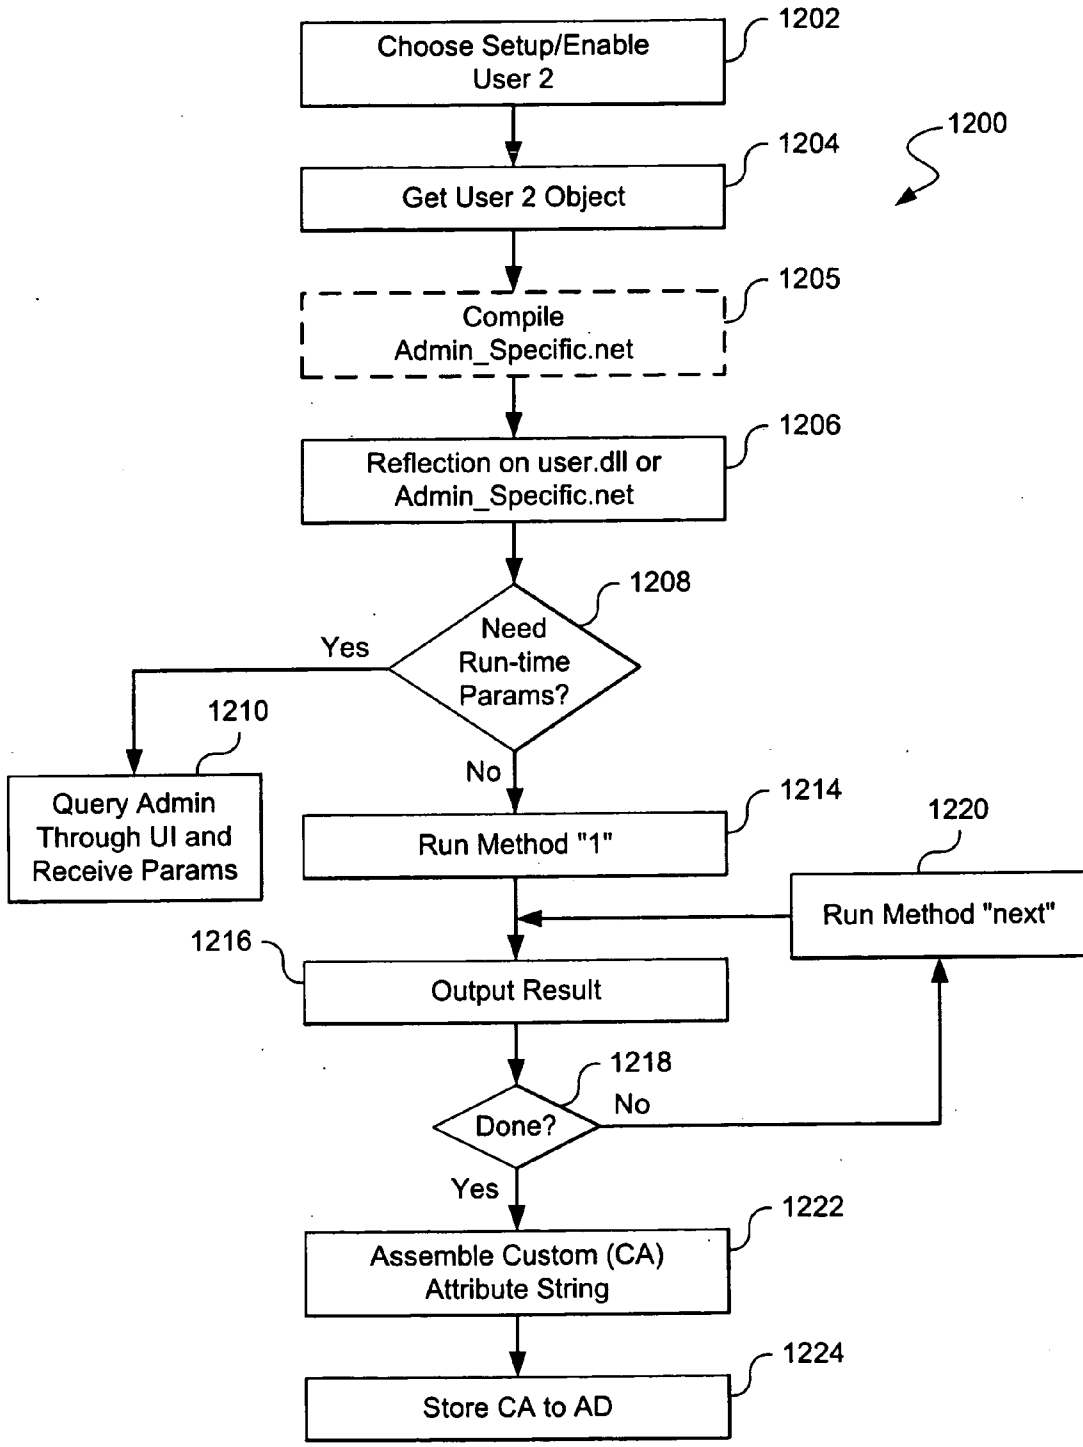 1202
Choose Setup/Enable
User 2
1200
1204
Get User 2 Object
1205
Compile
Admin_Specific.net
1206
Reflection on user.dll or
Admin_Specific.net
1208
Need
Run-time
Params?
Yes
No
1210
Query Admin
Through UI and
Receive Params
1214
Run Method "1"
1220
Run Method "next"
1216
Output Result
1218
Done?
No
Yes
1222
Assemble Custom (CA)
Attribute String
1224
Store CA to AD